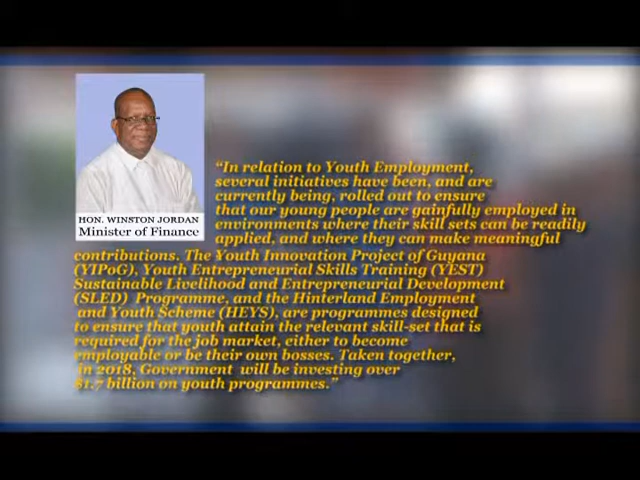 HON. WINSTON JORDAN
Minister of Finance
“In relation to Youth Employment,
several initiatives have been, and are
currently being, rolled out to ensure
that our young people are gainfully employed in
environments where their skill sets can be readily
applied, and where they can make meaningful
contributions. The Youth Innovation Project of Guyana
(YIPoG), Youth Entrepreneurial Skills Training (YEST)
Sustainable Livelihood and Entrepreneurial Development
(SLED) Programme, and the Hinterland Employment
and Youth Scheme (HEYS), are programmes designed
to ensure that youth attain the relevant skill-set that is
required for the job market, either to become
employable or be their own bosses. Taken together,
in 2018, Government will be investing over
$1.7 billion on youth programmes.”